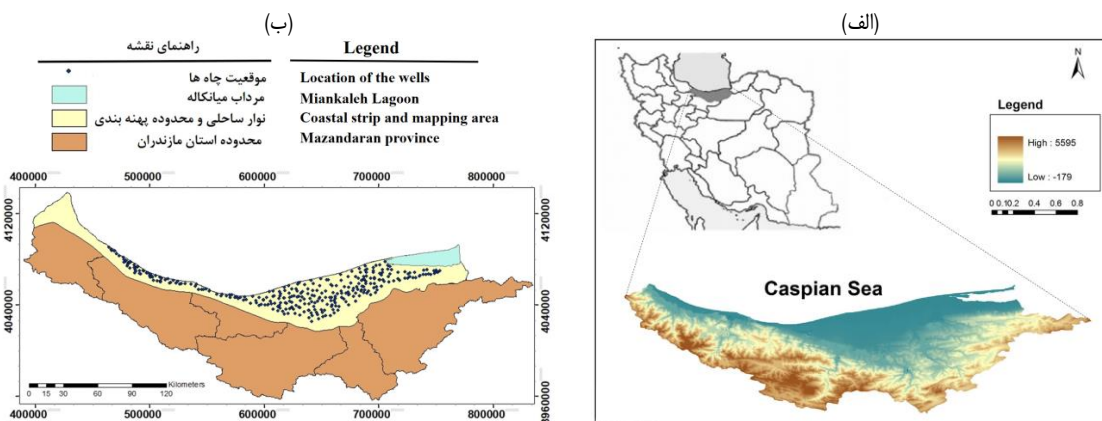 (الف)
N
Legend
High : 5595
Low : -179
0 0.10.2 0.4 0.6 0.8
Caspian Sea
(ب)
راهنمای نقشه Legend
موقعیت چاه ها Location of the wells
مرداب میانکاله Miankaleh Lagoon
نوار ساحلی و محدوده پهنه بندی Coastal strip and mapping area
محدوده استان مازندران Mazandaran province
400000 500000 600000 700000 800000
4120000 4120000
4040000 4040000
3960000
Kilometers
0 15 30 60 90 120
400000 500000 600000 700000 800000